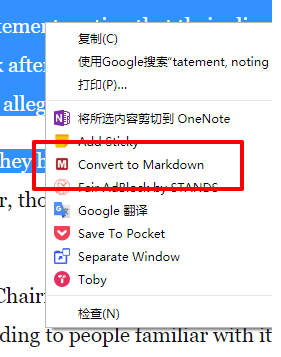 tatement, noting that their
复制(C)
使用Google搜索“tatement, noting
k after
打印(P)...
alleg
将所选内容剪切到 OneNote
Add Sticky
they b
Convert to Markdown
Fair AdBlock by STANDS
r, tho
Google 翻译
Save To Pocket
Separate Window
Toby
Chairm
检查(N)
ding to people familiar with it